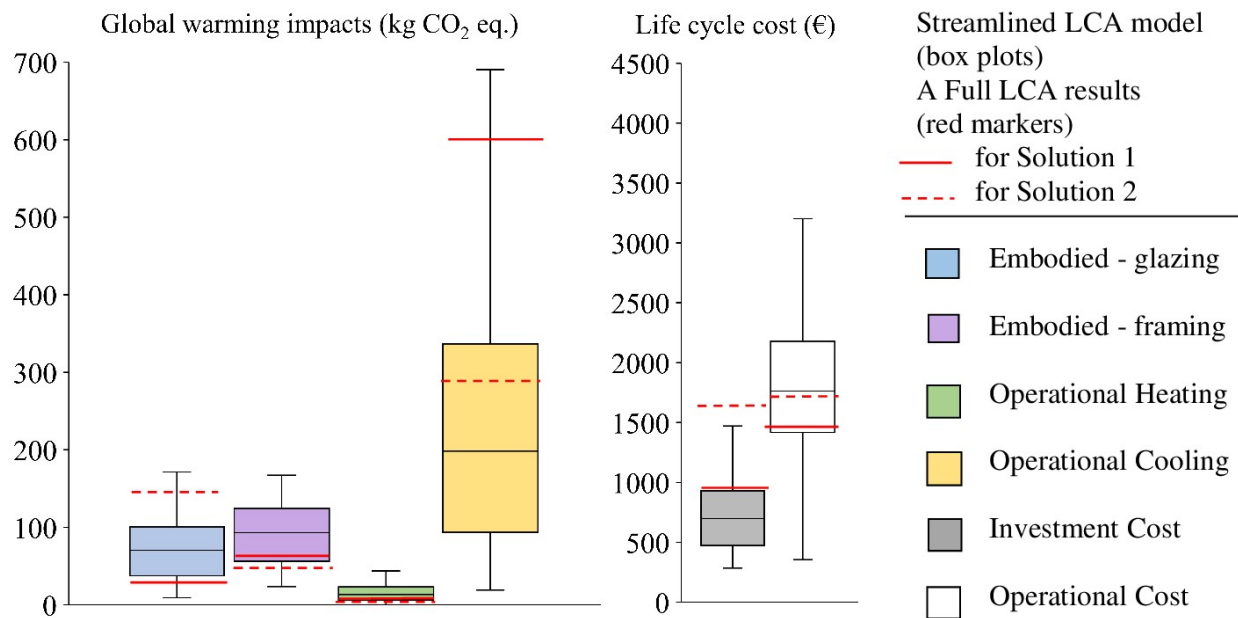 Global warming impacts (kg CO₂ eq.)
700
600
500
400
300
200
100
0
Life cycle cost (€)
4500
4000
3500
3000
2500
2000
1500
1000
500
0
Streamlined LCA model
(box plots)
A Full LCA results
(red markers)
for Solution 1
for Solution 2
Embodied - glazing
Embodied - framing
Operational Heating
Operational Cooling
Investment Cost
Operational Cost